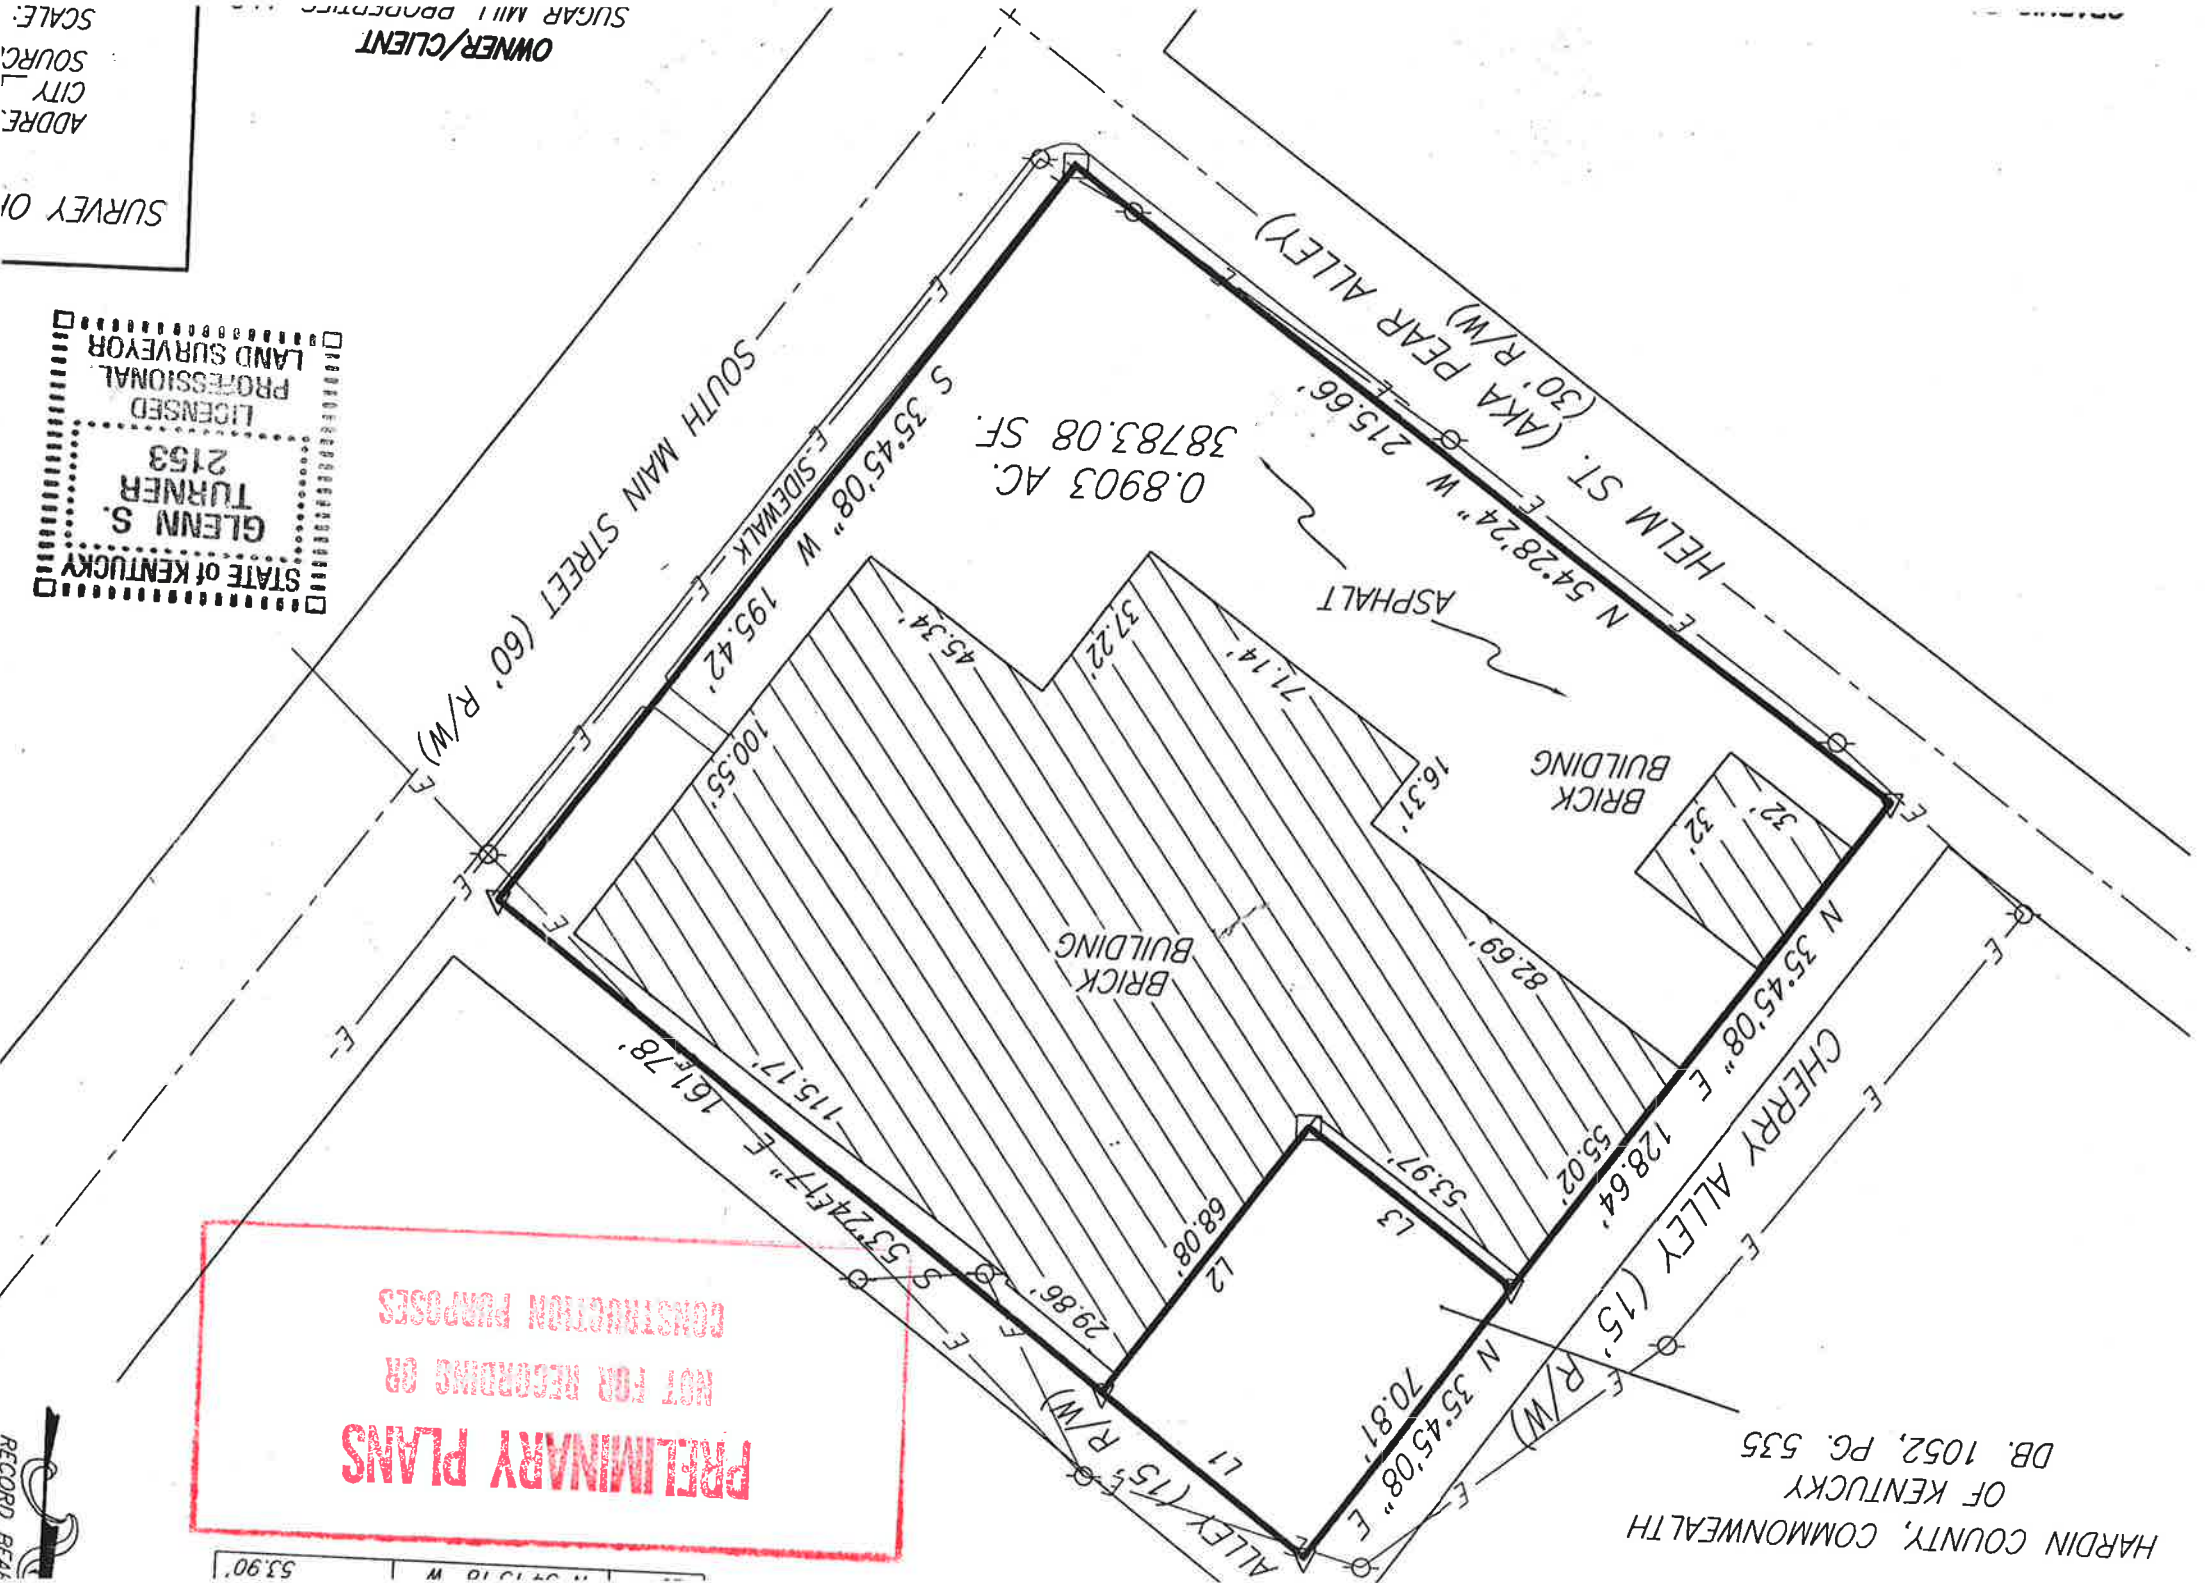 53.90'
RECORD
PRELIMINARY PLANS
NOT FOR RECORDING OR
CONSTRUCTION PURPOSES
HARDIN COUNTY, COMMONWEALTH
OF KENTUCKY
DB. 1052, PG. 535
ALLEY (15' R/W)
L1
N 35°45'08" E
70.81'
L2
68.08'
L3
53.97'
29.86'
S 53°24'17" E
161.78'
115.17'
CHERRY ALLEY (15' R/W)
N 35°45'08" E 128.64'
55.02'
82.69'
BRICK
BUILDING
BRICK
BUILDING
32'
32'
16.31'
71.14'
37.22'
45.34'
100.55'
ASPHALT
0.8903 AC.
38783.08 SF.
N 54°28'24" W 215.66'
HELM ST. (AKA PEAR ALLEY)
(30' R/W)
S 35°45'08" W 195.42'
SIDEWALK
SOUTH MAIN STREET (60' R/W)
STATE of KENTUCKY
GLENN S.
TURNER
2153
LICENSED
PROFESSIONAL
LAND SURVEYOR
SURVEY
CITY
SCALE:
OWNER/CLIENT
SUGAR MILL PROPERTIES